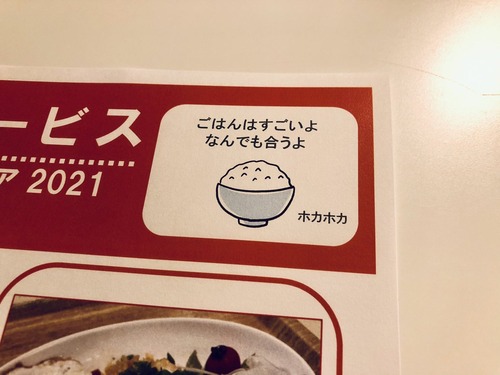 ービス
ア 2021
ごはんはすごいよ
なんでも合うよ
ホカホカ